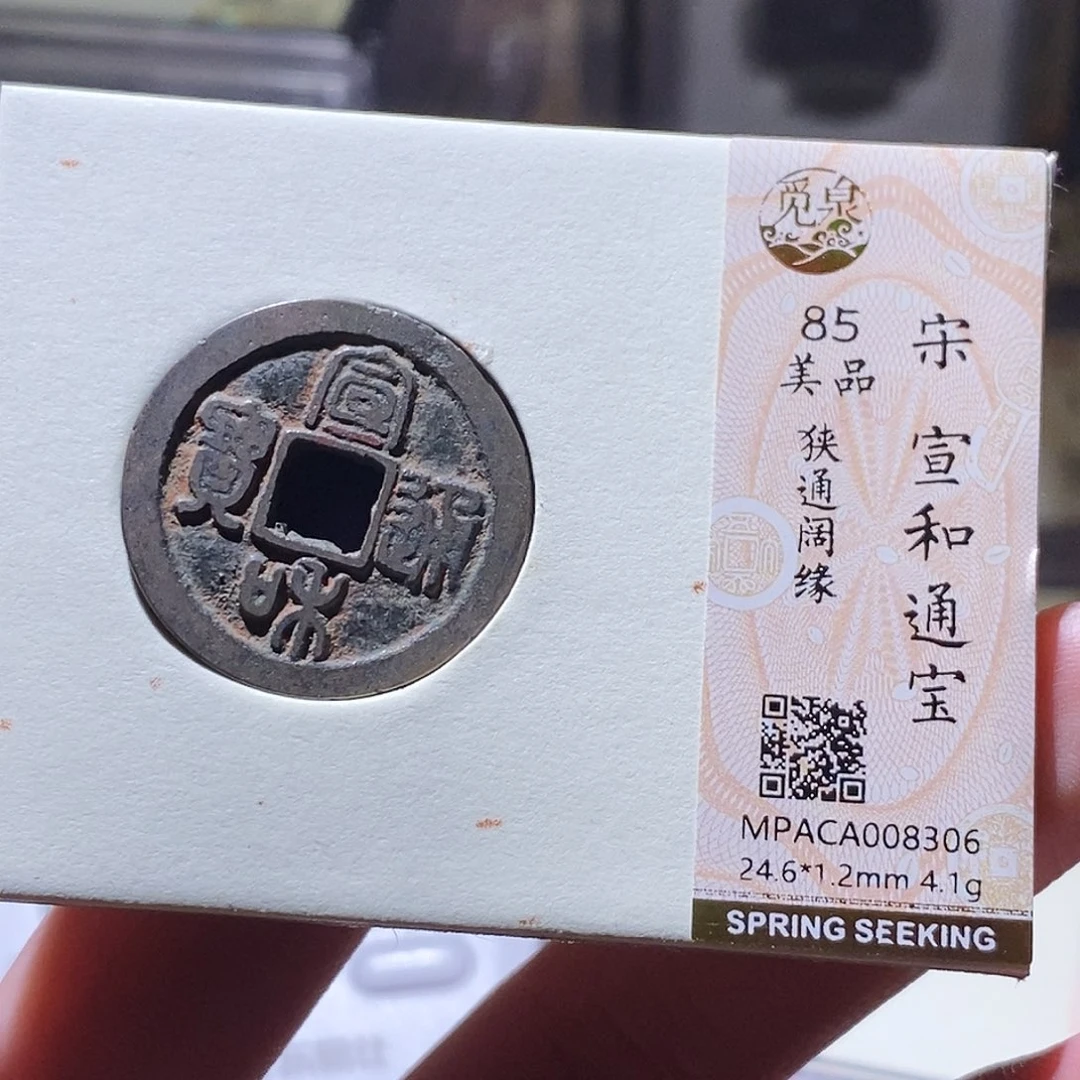 宣和通寳
觅泉
宋 宣和通宝
85
美品
狭通阔缘
MPACA008306
24.6*1.2mm 4.1g
SPRING SEEKING